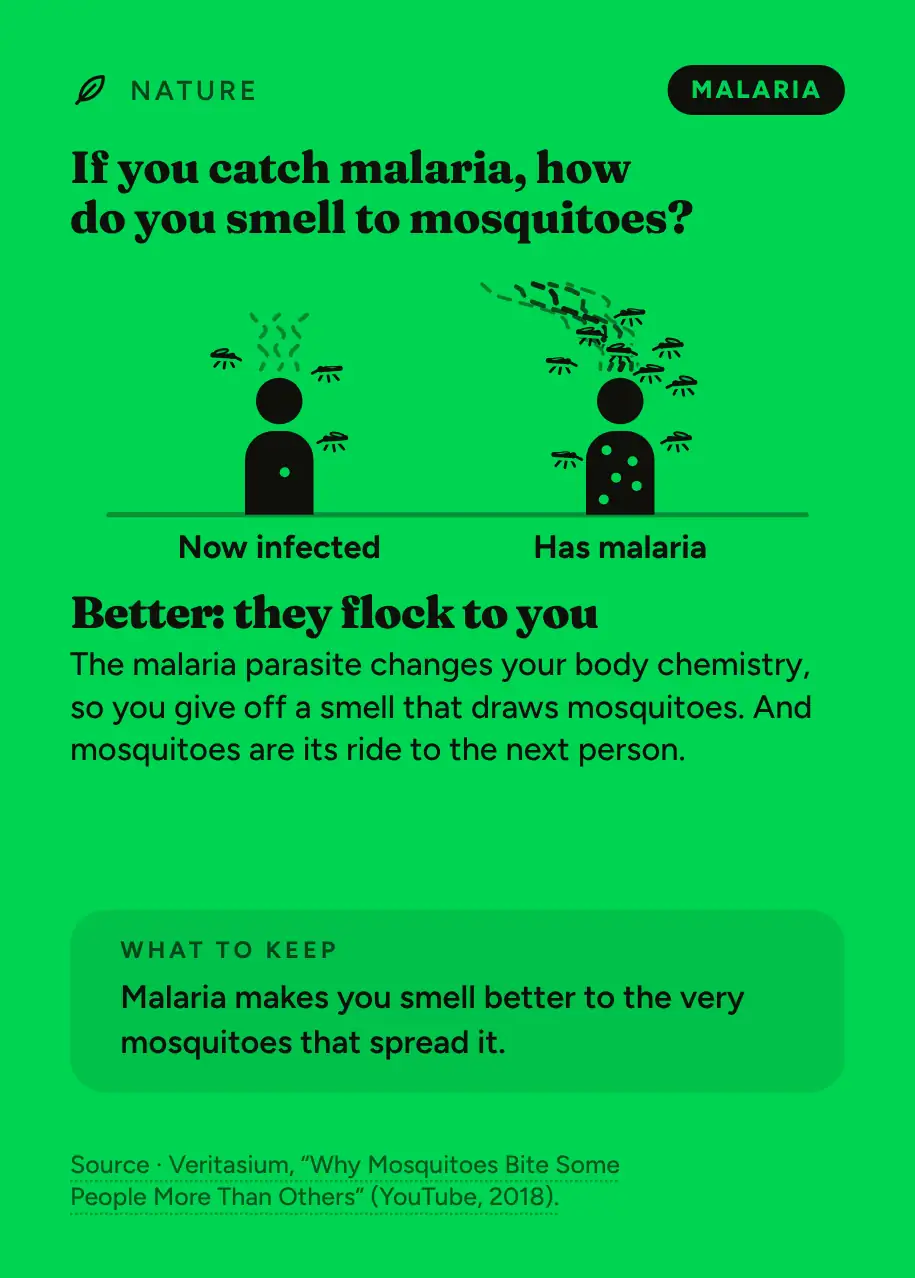 NATURE
MALARIA
If you catch malaria, how
do you smell to mosquitoes?
Now infected
Has malaria
Better: they flock to you
The malaria parasite changes your body chemistry,
so you give off a smell that draws mosquitoes. And
mosquitoes are its ride to the next person.
WHAT TO KEEP
Malaria makes you smell better to the very
mosquitoes that spread it.
Source · Veritasium, “Why Mosquitoes Bite Some
People More Than Others” (YouTube, 2018).